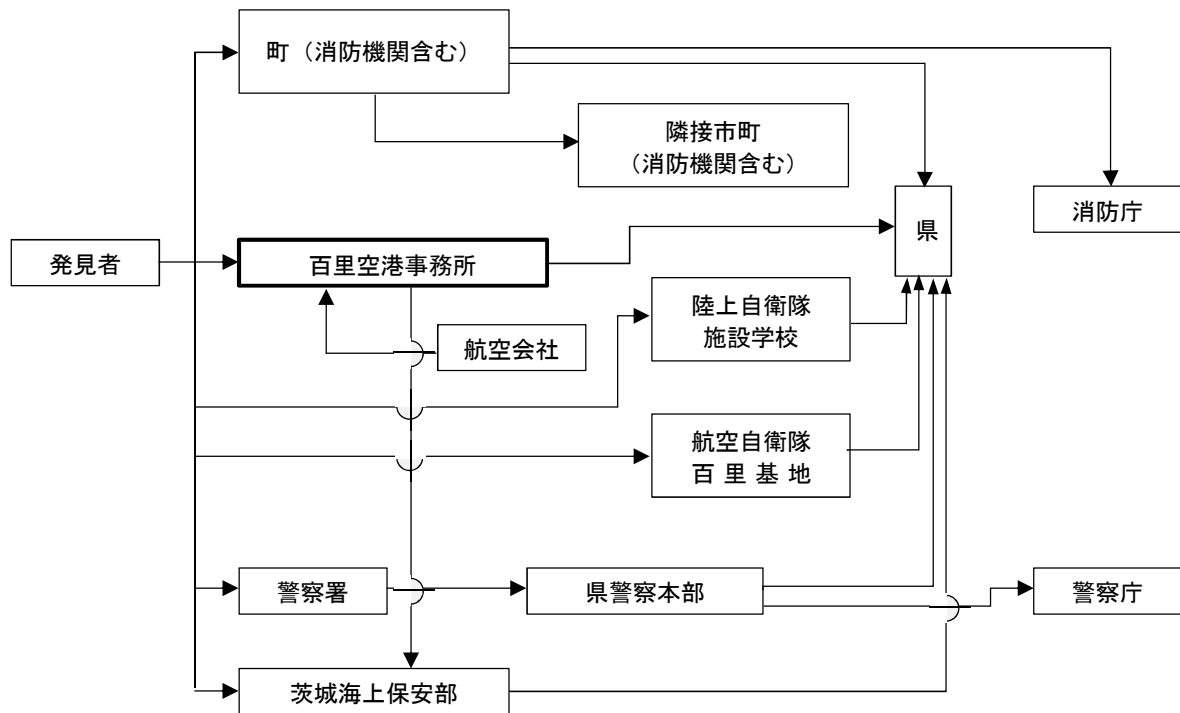 町（消防機関含む）
隣接市町
（消防機関含む）
県
消防庁
発見者
百里空港事務所
陸上自衛隊
施設学校
航空会社
航空自衛隊
百 里 基 地
警察署
県警察本部
警察庁
茨城海上保安部